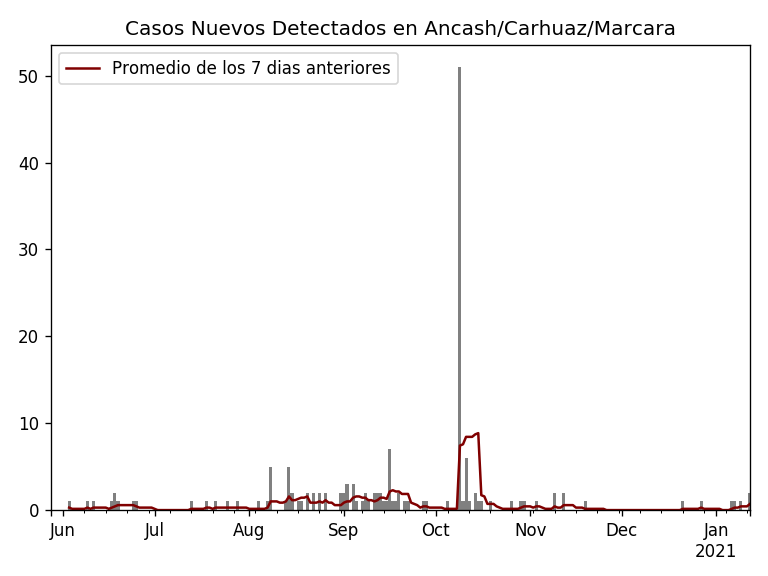 Casos Nuevos Detectados en Ancash/Carhuaz/Marcara
Promedio de los 7 dias anteriores
50
40
30
20
10
0
Jun Jul Aug Sep Oct Nov Dec Jan
2021